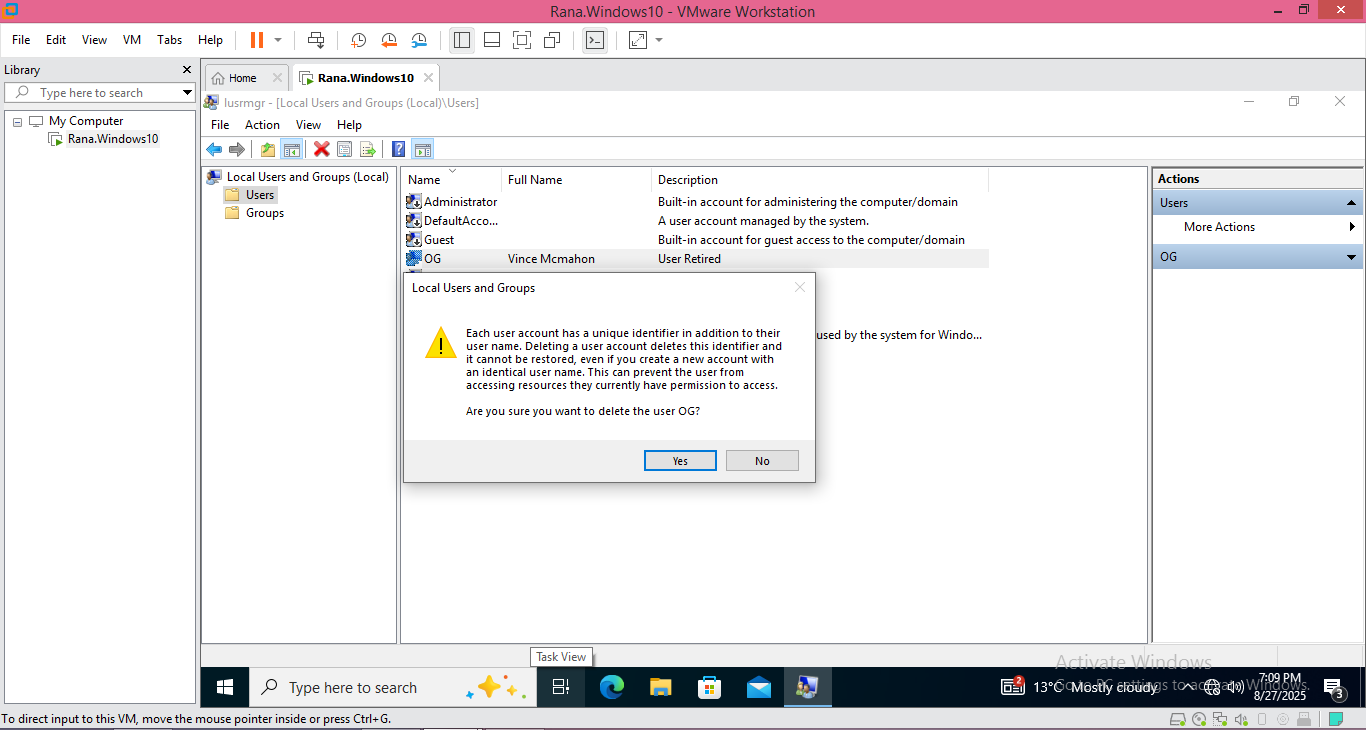 Rana.Windows10 - VMware Workstation
File Edit View VM Tabs Help
Library
Type here to search
My Computer
Rana.Windows10
Home
Rana.Windows10
lusrmgr - [Local Users and Groups (Local)\Users]
File Action View Help
Local Users and Groups (Local)
Users
Groups
Name Full Name Description
Administrator Built-in account for administering the computer/domain
DefaultAcco... A user account managed by the system.
Guest Built-in account for guest access to the computer/domain
OG Vince Mcmahon User Retired
used by the system for Windo...
Actions
Users
More Actions
OG
Local Users and Groups
Each user account has a unique identifier in addition to their
user name. Deleting a user account deletes this identifier and
it cannot be restored, even if you create a new account with
an identical user name. This can prevent the user from
accessing resources they currently have permission to access.
Are you sure you want to delete the user OG?
Yes No
Task View
Activate Windows
Go to PC settings to activate Windows.
Type here to search
2
13°C Mostly cloudy
7:09 PM
8/27/2025
3
To direct input to this VM, move the mouse pointer inside or press Ctrl+G.